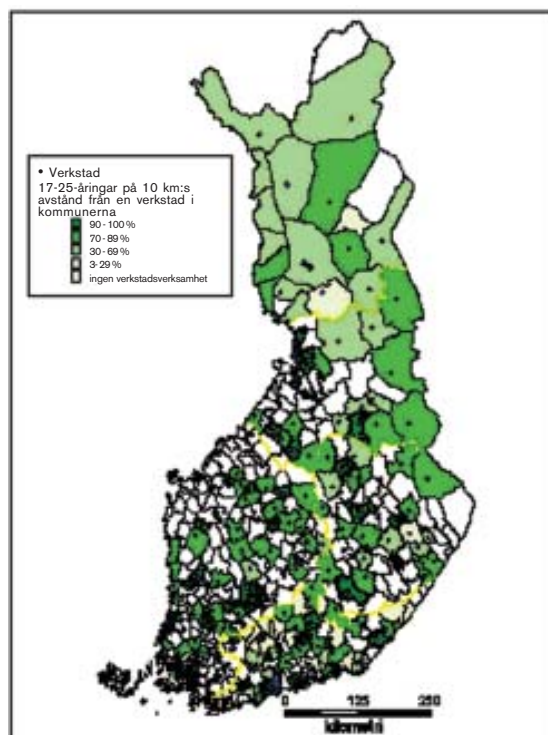 • Verkstad
17-25-åringar på 10 km:s
avstånd från en verkstad i
kommunerna
90-100%
70-89%
30-69%
3-29%
ingen verkstadsverksamhet
0 125 250
kilometri